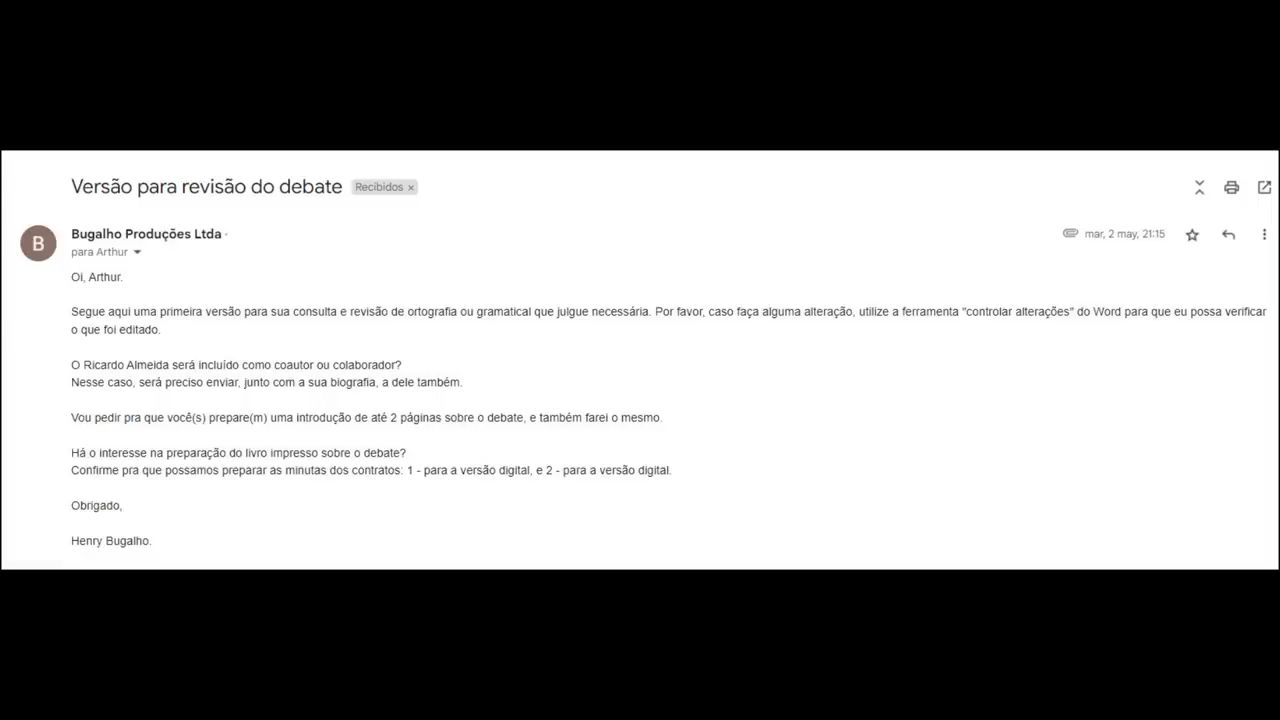 Versão para revisão do debate Recibidos ×
B
Bugalho Produções Ltda
mar, 2 may, 21:15
para Arthur
Oi, Arthur.
Segue aqui uma primeira versão para sua consulta e revisão de ortografia ou gramatical que julgue necessária. Por favor, caso faça alguma alteração, utilize a ferramenta "controlar alterações" do Word para que eu possa verificar
o que foi editado.
O Ricardo Almeida será incluído como coautor ou colaborador?
Nesse caso, será preciso enviar, junto com a sua biografia, a dele também.
Vou pedir pra que você(s) prepare(m) uma introdução de até 2 páginas sobre o debate, e também farei o mesmo.
Há o interesse na preparação do livro impresso sobre o debate?
Confirme pra que possamos preparar as minutas dos contratos: 1 - para a versão digital, e 2 - para a versão digital.
Obrigado,
Henry Bugalho.